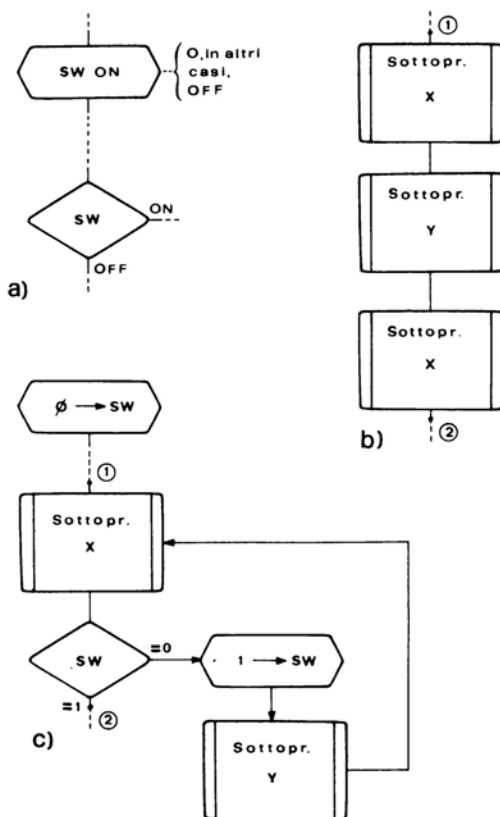 SW ON
O, in altri
casi,
OFF
SW
ON
OFF
a)
①
Sottopr.
X
Sottopr.
Y
Sottopr.
X
②
b)
Ø → SW
①
Sottopr.
X
SW
=0
1 → SW
=1
②
Sottopr.
Y
c)